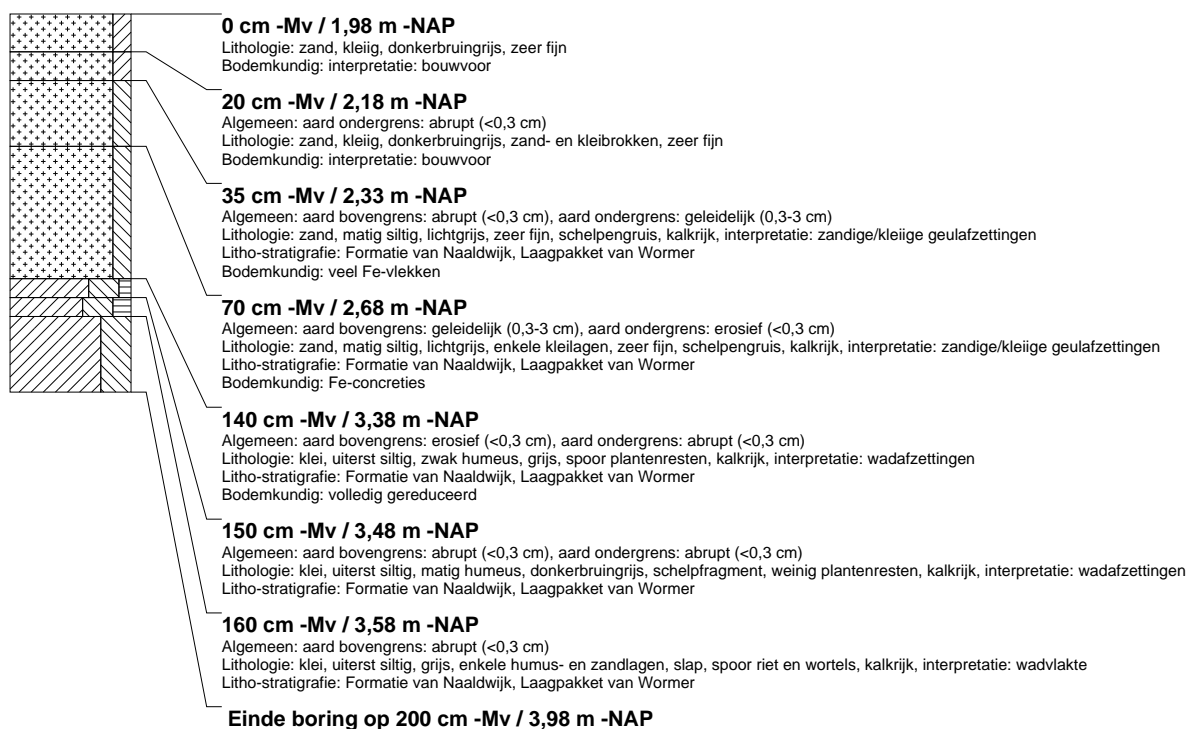 0 cm -Mv / 1,98 m -NAP
Lithologie: zand, kleiig, donkerbruingrijs, zeer fijn
Bodemkundig: interpretatie: bouwvoor
20 cm -Mv / 2,18 m -NAP
Algemeen: aard ondergrens: abrupt (<0,3 cm)
Lithologie: zand, kleiig, donkerbruingrijs, zand- en kleibrokken, zeer fijn
Bodemkundig: interpretatie: bouwvoor
35 cm -Mv / 2,33 m -NAP
Algemeen: aard bovengrens: abrupt (<0,3 cm), aard ondergrens: geleidelijk (0,3-3 cm)
Lithologie: zand, matig siltig, lichtgrijs, zeer fijn, schelpengruis, kalkrijk, interpretatie: zandige/kleiige geulafzettingen
Litho-stratigrafie: Formatie van Naaldwijk, Laagpakket van Wormer
Bodemkundig: veel Fe-vlekken
70 cm -Mv / 2,68 m -NAP
Algemeen: aard bovengrens: geleidelijk (0,3-3 cm), aard ondergrens: erosief (<0,3 cm)
Lithologie: zand, matig siltig, lichtgrijs, enkele kleilagen, zeer fijn, schelpengruis, kalkrijk, interpretatie: zandige/kleiige geulafzettingen
Litho-stratigrafie: Formatie van Naaldwijk, Laagpakket van Wormer
Bodemkundig: Fe-concreties
140 cm -Mv / 3,38 m -NAP
Algemeen: aard bovengrens: erosief (<0,3 cm), aard ondergrens: abrupt (<0,3 cm)
Lithologie: klei, uiterst siltig, zwak humeus, grijs, spoor plantenresten, kalkrijk, interpretatie: wadafzettingen
Litho-stratigrafie: Formatie van Naaldwijk, Laagpakket van Wormer
Bodemkundig: volledig gereduceerd
150 cm -Mv / 3,48 m -NAP
Algemeen: aard bovengrens: abrupt (<0,3 cm), aard ondergrens: abrupt (<0,3 cm)
Lithologie: klei, uiterst siltig, matig humeus, donkerbruingrijs, schelpfragment, weinig plantenresten, kalkrijk, interpretatie: wadafzettingen
Litho-stratigrafie: Formatie van Naaldwijk, Laagpakket van Wormer
160 cm -Mv / 3,58 m -NAP
Algemeen: aard bovengrens: abrupt (<0,3 cm)
Lithologie: klei, uiterst siltig, grijs, enkele humus- en zandlagen, slap, spoor riet en wortels, kalkrijk, interpretatie: wadvlakte
Litho-stratigrafie: Formatie van Naaldwijk, Laagpakket van Wormer
Einde boring op 200 cm -Mv / 3,98 m -NAP